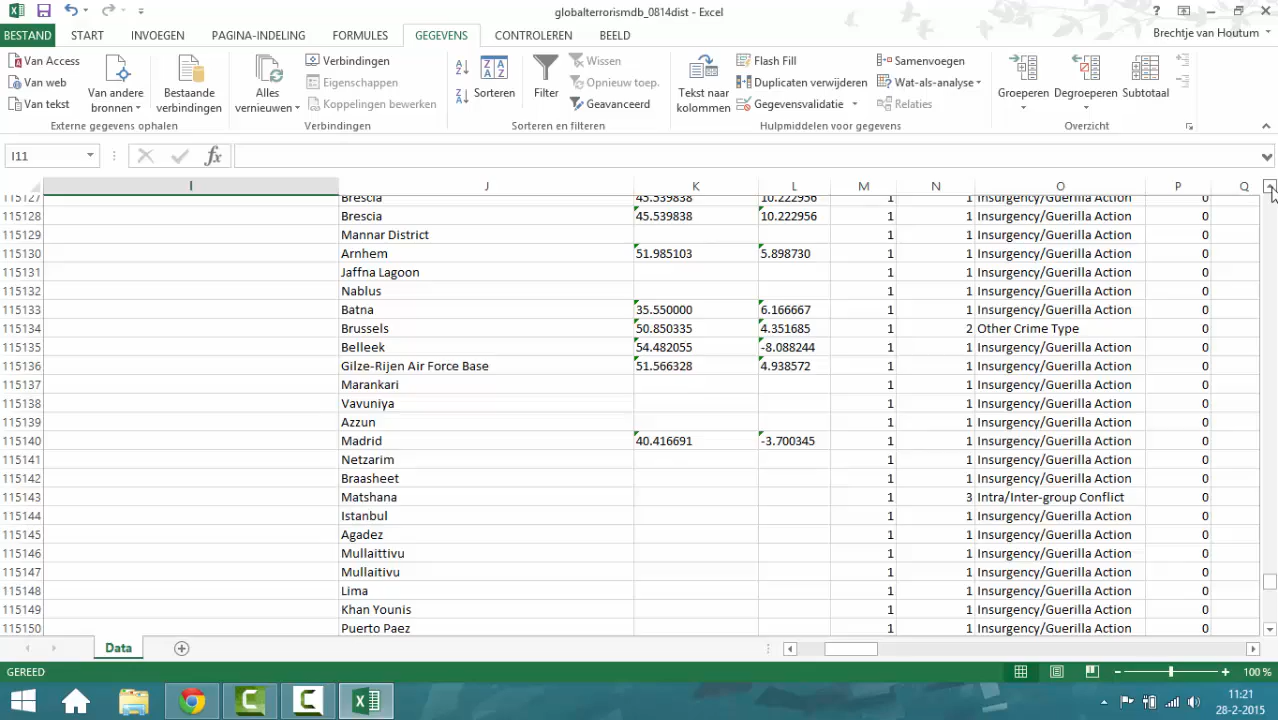 globalterrorismdb_0814dist - Excel
BESTAND START INVOEGEN PAGINA-INDELING FORMULES GEGEVENS CONTROLEREN BEELD Brechtje van Houtum
Van Access
Van web
Van tekst
Van andere bronnen
Bestaande verbindingen
Alles vernieuwen
Verbindingen
Eigenschappen
Koppelingen bewerken
Sorteren
Filter
Wissen
Opnieuw toep.
Geavanceerd
Tekst naar kolommen
Flash Fill
Duplicaten verwijderen
Gegevensvalidatie
Samenvoegen
Wat-als-analyse
Relaties
Groeperen
Degroeperen
Subtotaal
Externe gegevens ophalen Verbindingen Sorteren en filteren Hulpmiddelen voor gegevens Overzicht
I11 fx
I J K L M N O P Q
115127 Brescia 45.539838 10.222956 1 1 Insurgency/Guerilla Action 0
115128 Brescia 45.539838 10.222956 1 1 Insurgency/Guerilla Action 0
115129 Mannar District 1 1 Insurgency/Guerilla Action 0
115130 Arnhem 51.985103 5.898730 1 1 Insurgency/Guerilla Action 0
115131 Jaffna Lagoon 1 1 Insurgency/Guerilla Action 0
115132 Nablus 1 1 Insurgency/Guerilla Action 0
115133 Batna 35.550000 6.166667 1 1 Insurgency/Guerilla Action 0
115134 Brussels 50.850335 4.351685 1 2 Other Crime Type 0
115135 Belleek 54.482055 -8.088244 1 1 Insurgency/Guerilla Action 0
115136 Gilze-Rijen Air Force Base 51.566328 4.938572 1 1 Insurgency/Guerilla Action 0
115137 Marankari 1 1 Insurgency/Guerilla Action 0
115138 Vavuniya 1 1 Insurgency/Guerilla Action 0
115139 Azzun 1 1 Insurgency/Guerilla Action 0
115140 Madrid 40.416691 -3.700345 1 1 Insurgency/Guerilla Action 0
115141 Netzarim 1 1 Insurgency/Guerilla Action 0
115142 Braasheet 1 1 Insurgency/Guerilla Action 0
115143 Matshana 1 3 Intra/Inter-group Conflict 0
115144 Istanbul 1 1 Insurgency/Guerilla Action 0
115145 Agadez 1 1 Insurgency/Guerilla Action 0
115146 Mullaittivu 1 1 Insurgency/Guerilla Action 0
115147 Mullaitivu 1 1 Insurgency/Guerilla Action 0
115148 Lima 1 1 Insurgency/Guerilla Action 0
115149 Khan Younis 1 1 Insurgency/Guerilla Action 0
115150 Puerto Paez 1 1 Insurgency/Guerilla Action 0
Data
GEREED 100 %
11:21
28-2-2015